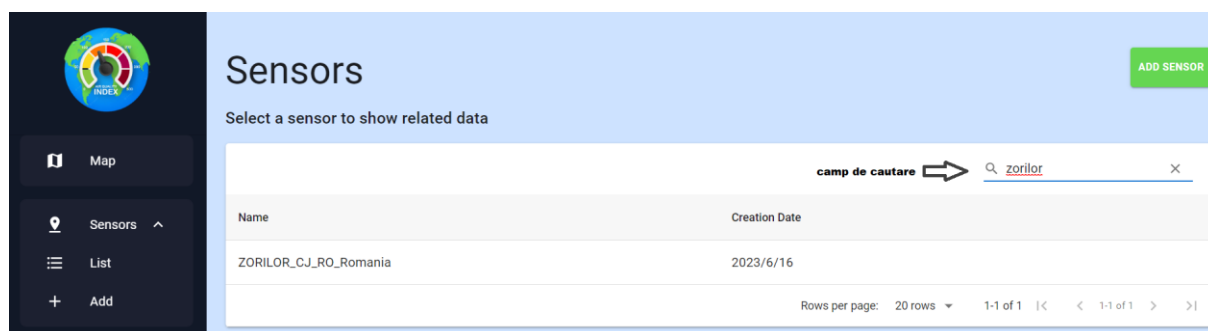 INDEX
Map
Sensors
List
Add
Sensors
ADD SENSOR
Select a sensor to show related data
camp de cautare
zorilor
Name Creation Date
ZORILOR_CJ_RO_Romania 2023/6/16
Rows per page: 20 rows 1-1 of 1 1-1 of 1